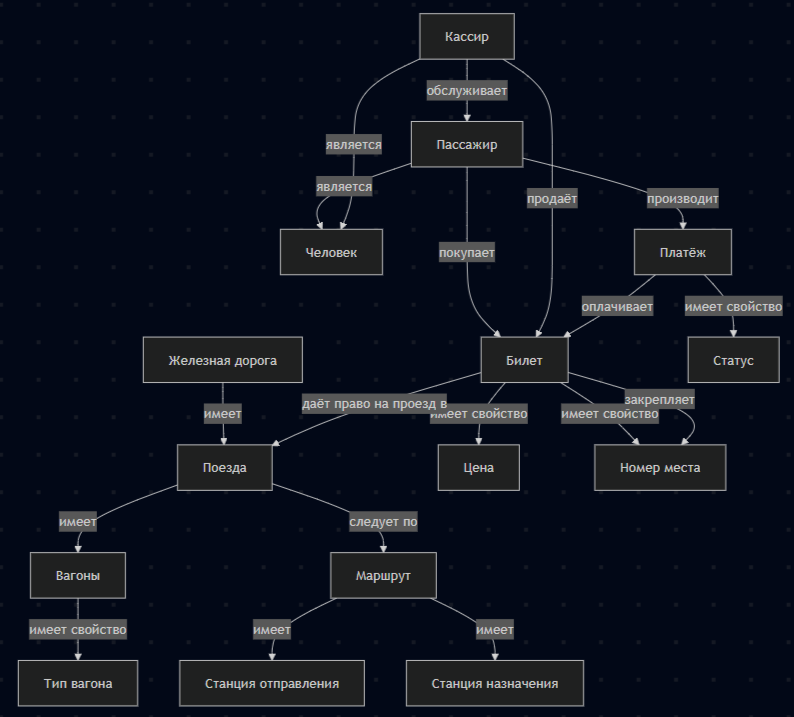 Кассир
обслуживает
является
Пассажир
является
продаёт
производит
Человек
покупает
Платёж
оплачивает
имеет свойство
Железная дорога
Билет
Статус
имеет
даёт право на проезд в
имеет свойство
имеет свойство
закрепляет
Поезда
Цена
Номер места
имеет
следует по
Вагоны
Маршрут
имеет свойство
имеет
имеет
Тип вагона
Станция отправления
Станция назначения